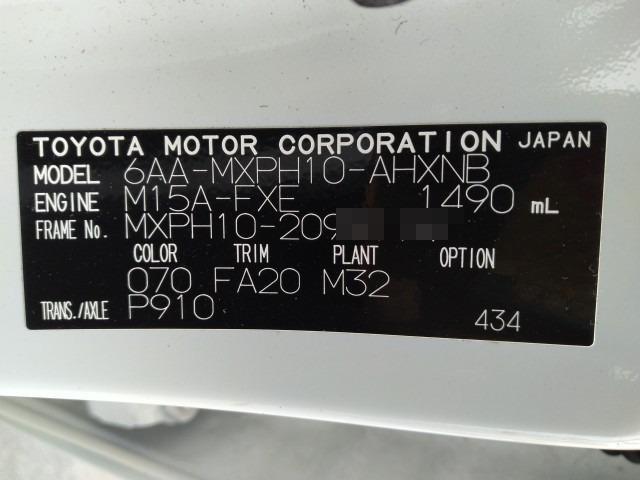 TOYOTA MOTOR CORPORATION JAPAN
MODEL 6AA-MXPH10-AHXNB
ENGINE M15A-FXE 1490 mL
FRAME No. MXPH10-209
COLOR TRIM PLANT OPTION
070 FA20 M32
TRANS./AXLE P910
434